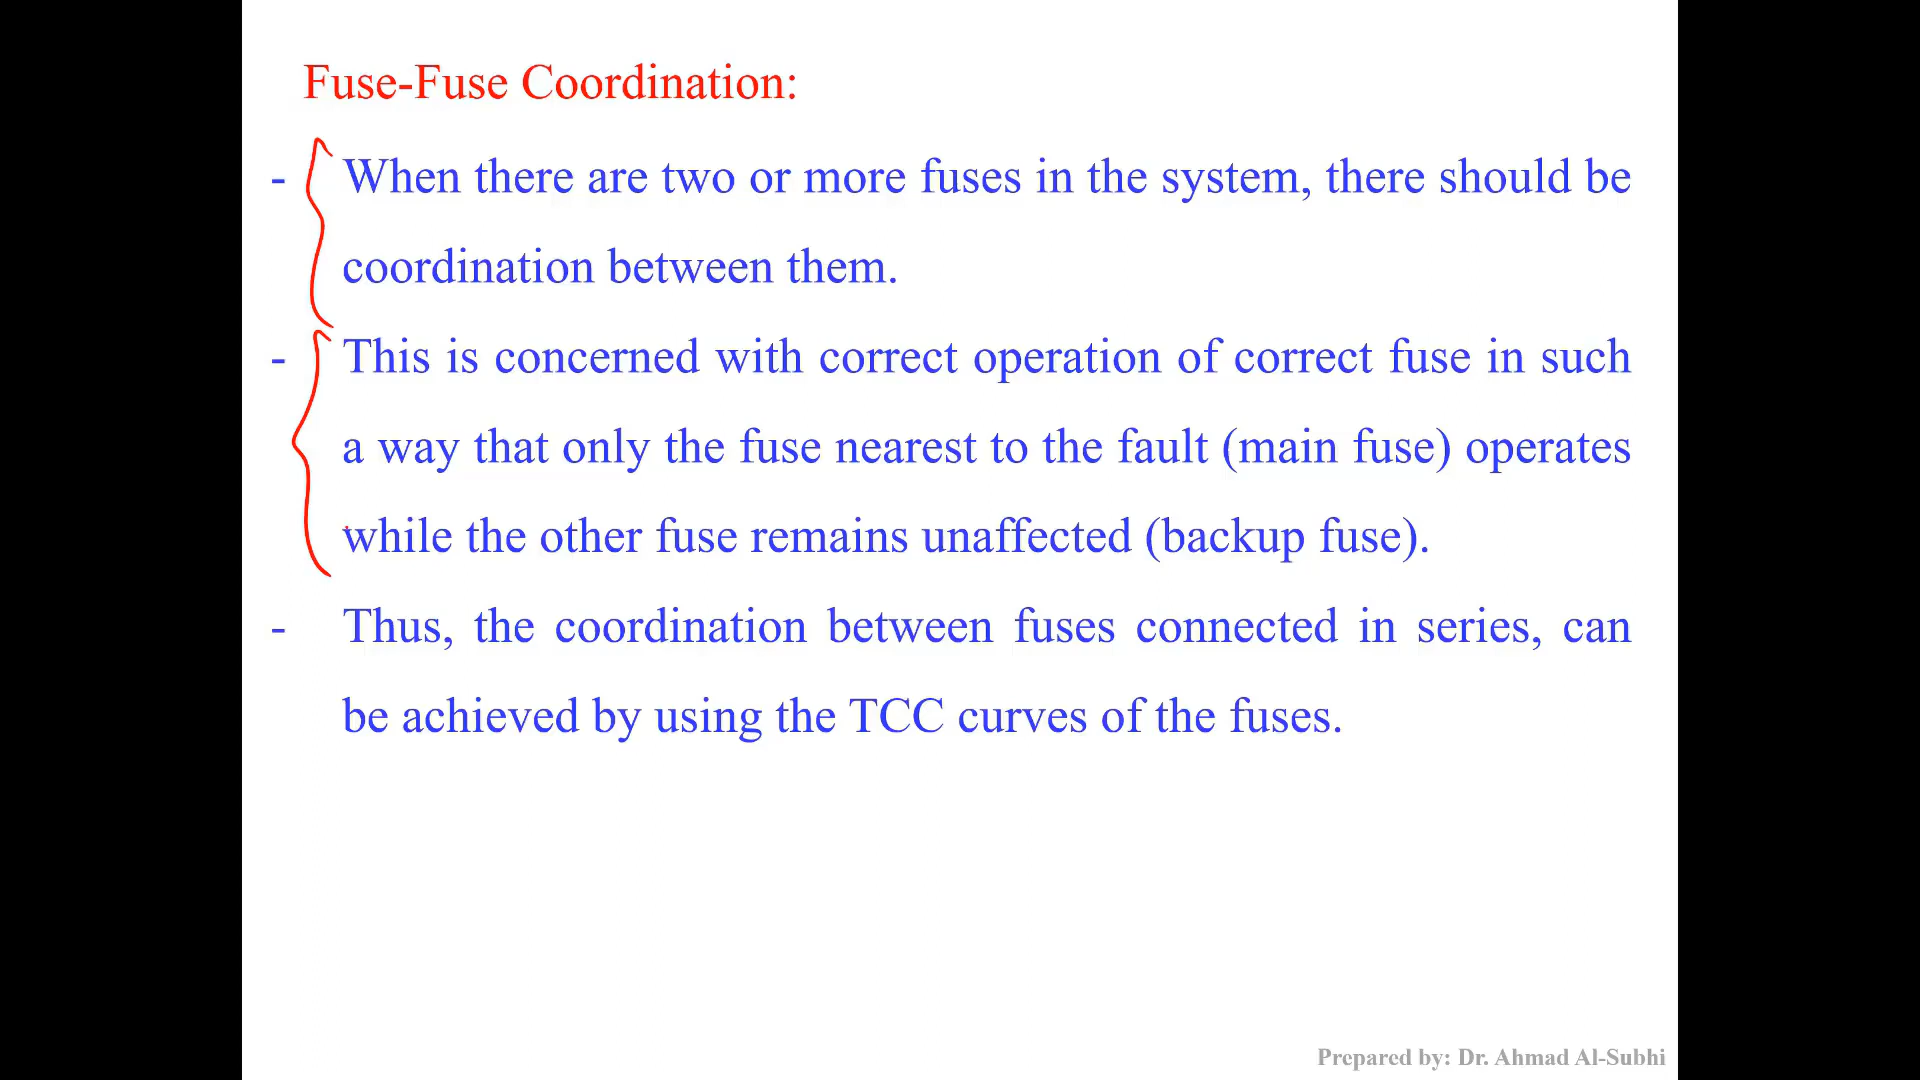 Fuse-Fuse Coordination:
- When there are two or more fuses in the system, there should be
coordination between them.
- This is concerned with correct operation of correct fuse in such
a way that only the fuse nearest to the fault (main fuse) operates
while the other fuse remains unaffected (backup fuse).
- Thus, the coordination between fuses connected in series, can
be achieved by using the TCC curves of the fuses.
Prepared by: Dr. Ahmad Al-Subhi